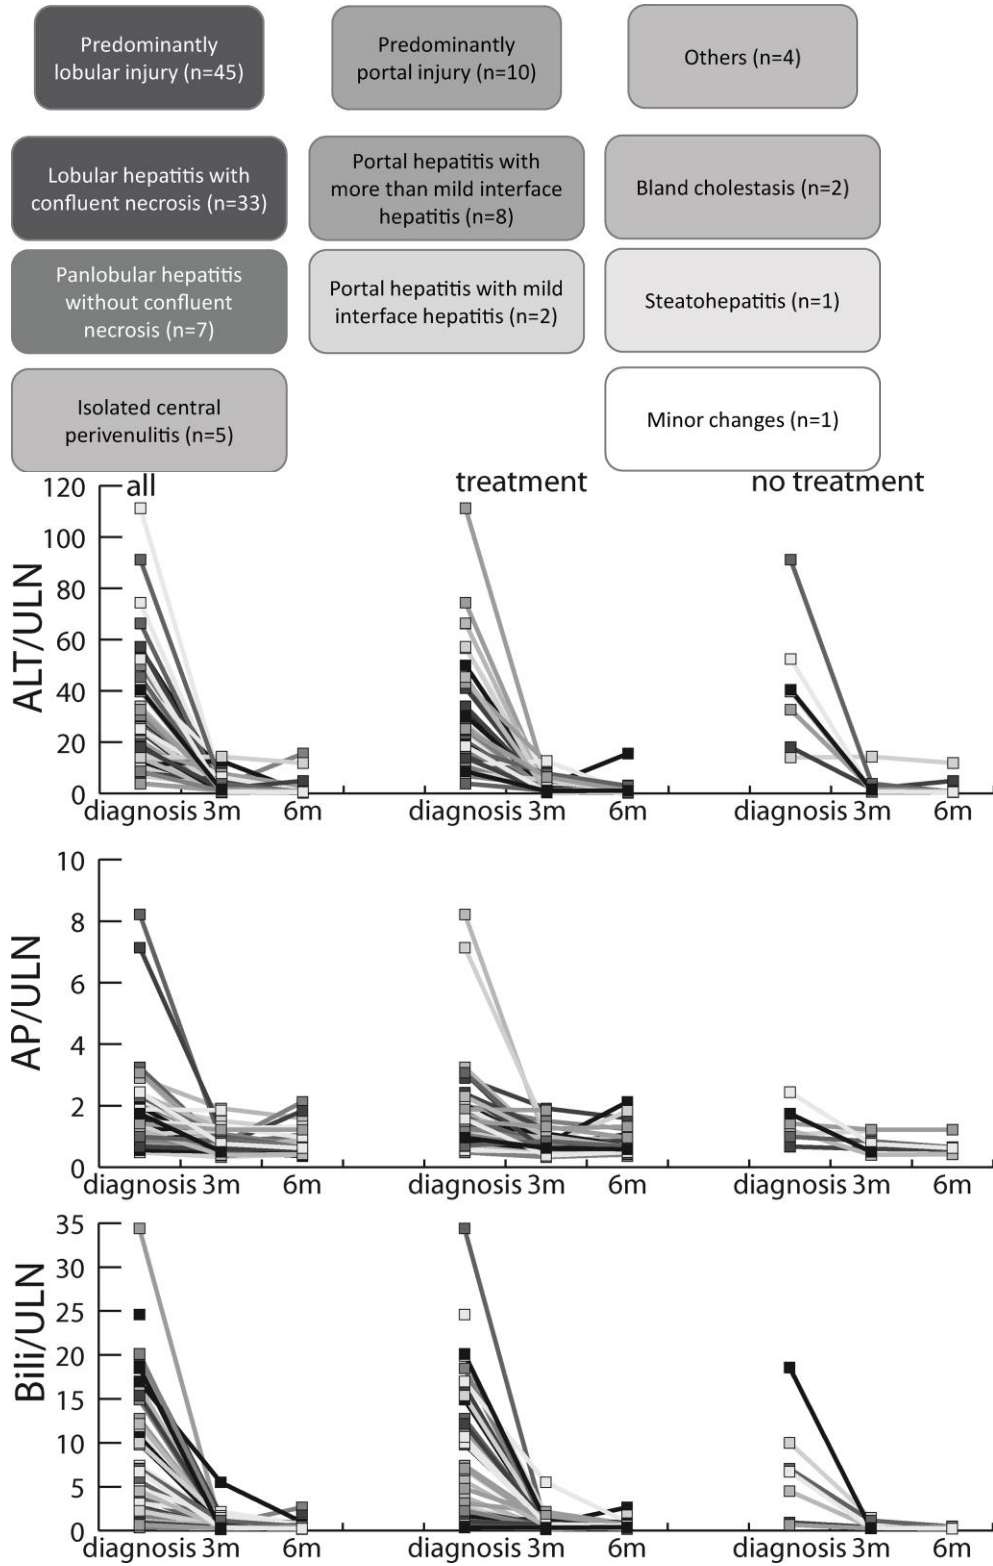 Predominantly
lobular injury (n=45)
Predominantly
portal injury (n=10)
Others (n=4)
Lobular hepatitis with
confluent necrosis (n=33)
Portal hepatitis with
more than mild interface
hepatitis (n=8)
Bland cholestasis (n=2)
Panlobular hepatitis
without confluent
necrosis (n=7)
Portal hepatitis with mild
interface hepatitis (n=2)
Steatohepatitis (n=1)
Isolated central
perivenulitis (n=5)
Minor changes (n=1)
all treatment no treatment
ALT/ULN
120
100
80
60
40
20
0
diagnosis 3m 6m diagnosis 3m 6m diagnosis 3m 6m
AP/ULN
10
8
6
4
2
0
diagnosis 3m 6m diagnosis 3m 6m diagnosis 3m 6m
Bili/ULN
35
30
25
20
15
10
5
0
diagnosis 3m 6m diagnosis 3m 6m diagnosis 3m 6m